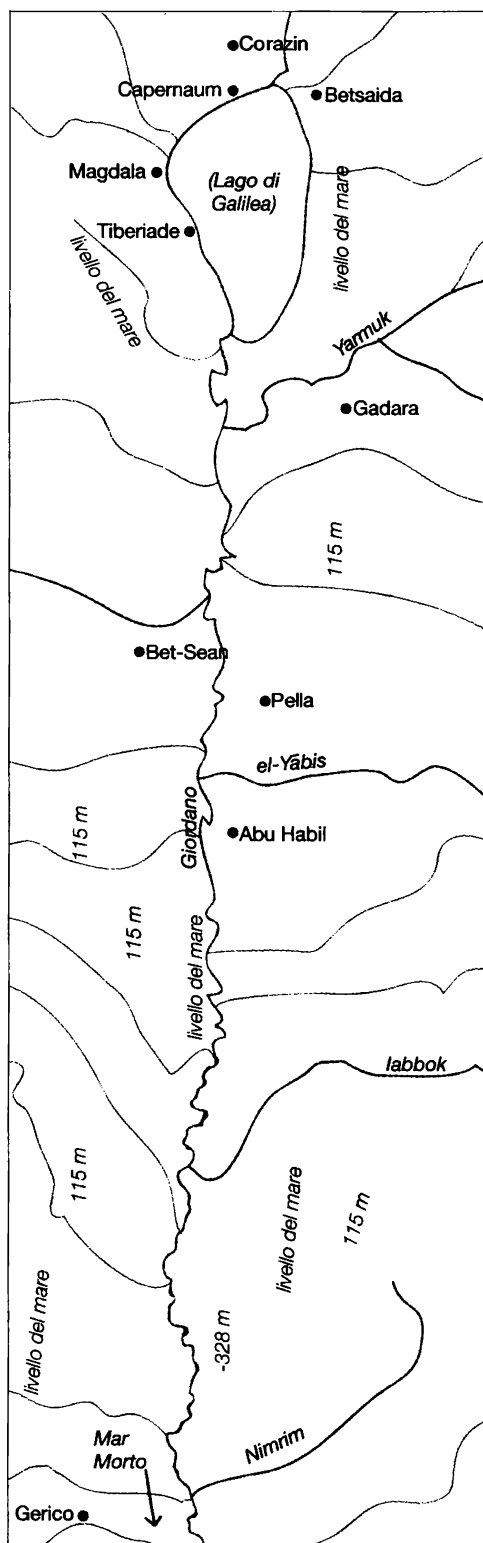 Corazin
Capernaum
Betsaida
Magdala
(Lago di
Galilea)
livello del mare
Tiberiade
livello del mare
Yarmuk
Gadara
115 m
Bet-Sean
Pella
el-Yābis
Giordano
115 m
Abu Habil
115 m
livello del mare
Iabbok
115 m
livello del mare
115 m
livello del mare
-328 m
Nimrim
Mar
Morto
Gerico